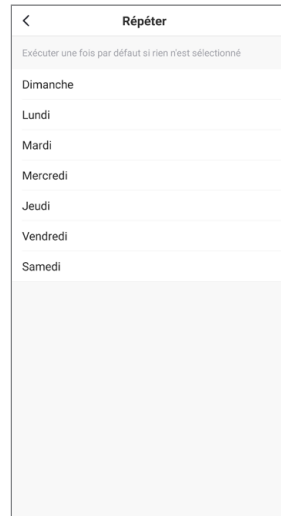 Répéter
Exécuter une fois par défaut si rien n'est sélectionné
Dimanche
Lundi
Mardi
Mercredi
Jeudi
Vendredi
Samedi